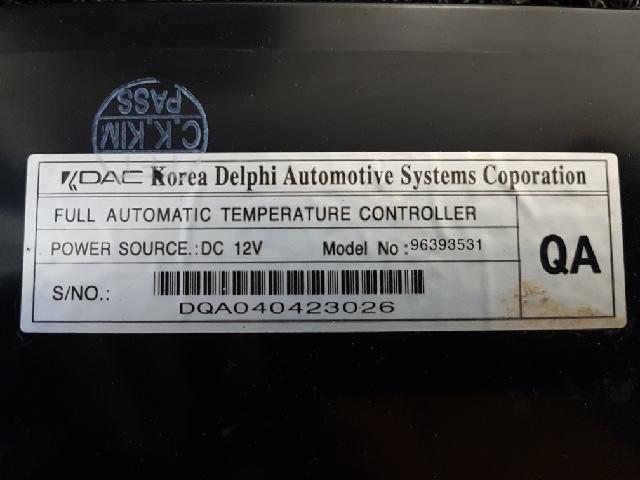 C.K.KIM
PASS
KDAC Korea Delphi Automotive Systems Coporation
FULL AUTOMATIC TEMPERATURE CONTROLLER
POWER SOURCE.:DC 12V Model No :96393531
QA
S/NO.:
DQA040423026